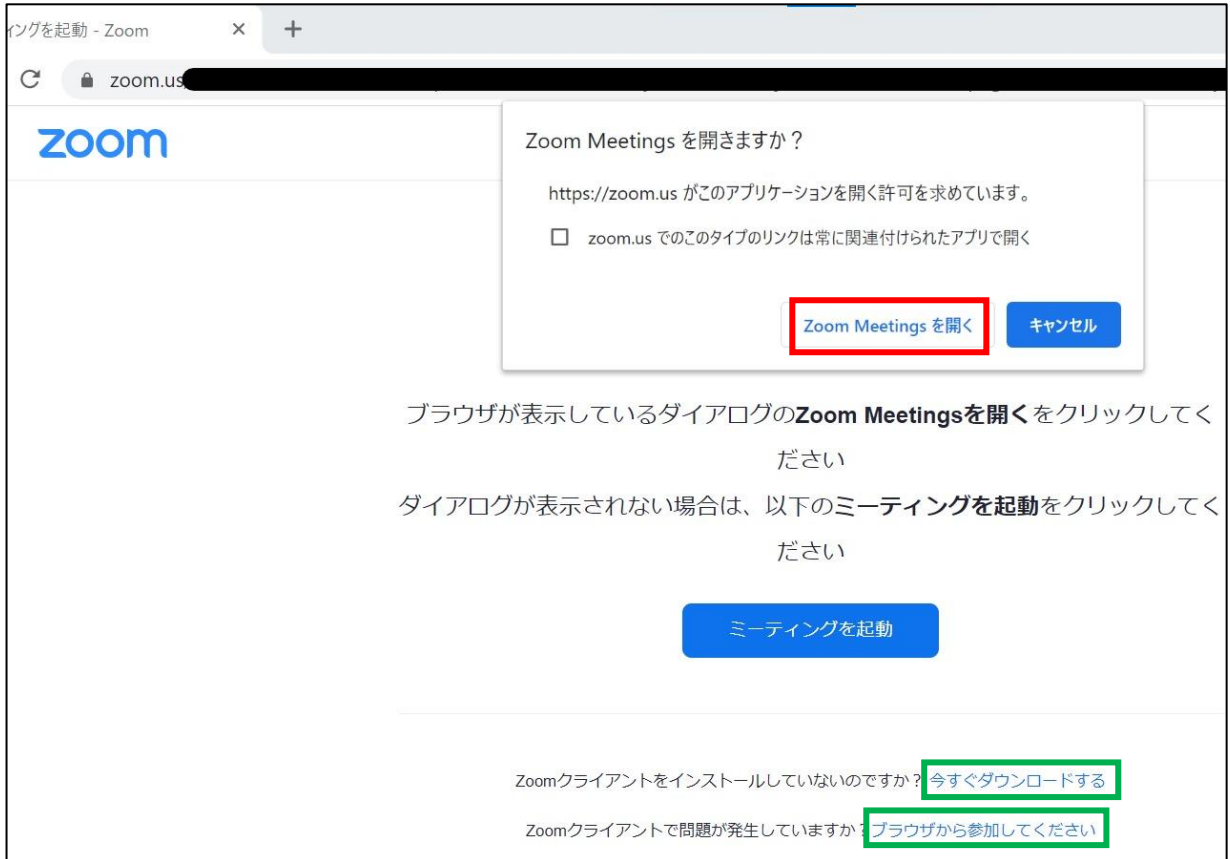 ィングを起動 - Zoom
zoom.us
zoom
Zoom Meetings を開きますか？
https://zoom.us がこのアプリケーションを開く許可を求めています。
zoom.us でのこのタイプのリンクは常に関連付けられたアプリで開く
Zoom Meetings を開く
キャンセル
ブラウザが表示しているダイアログのZoom Meetingsを開くをクリックしてく
ださい
ダイアログが表示されない場合は、以下のミーティングを起動をクリックしてく
ださい
ミーティングを起動
Zoomクライアントをインストールしていないのですか？今すぐダウンロードする
Zoomクライアントで問題が発生していますか？ブラウザから参加してください